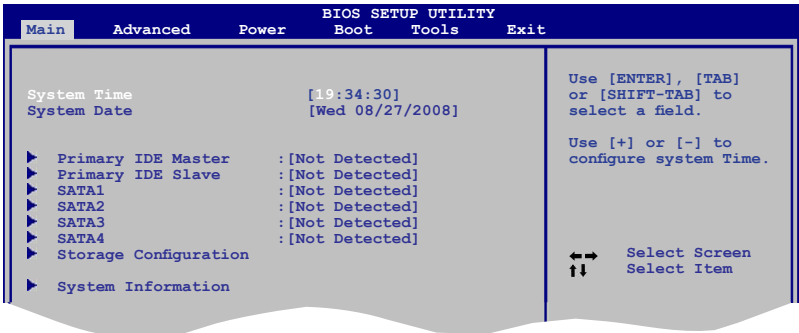 BIOS SETUP UTILITY
Main Advanced Power Boot Tools Exit
System Time [19:34:30]
System Date [Wed 08/27/2008]
Primary IDE Master :[Not Detected]
Primary IDE Slave :[Not Detected]
SATA1 :[Not Detected]
SATA2 :[Not Detected]
SATA3 :[Not Detected]
SATA4 :[Not Detected]
Storage Configuration
System Information
Use [ENTER], [TAB]
or [SHIFT-TAB] to
select a field.
Use [+] or [-] to
configure system Time.
Select Screen
Select Item